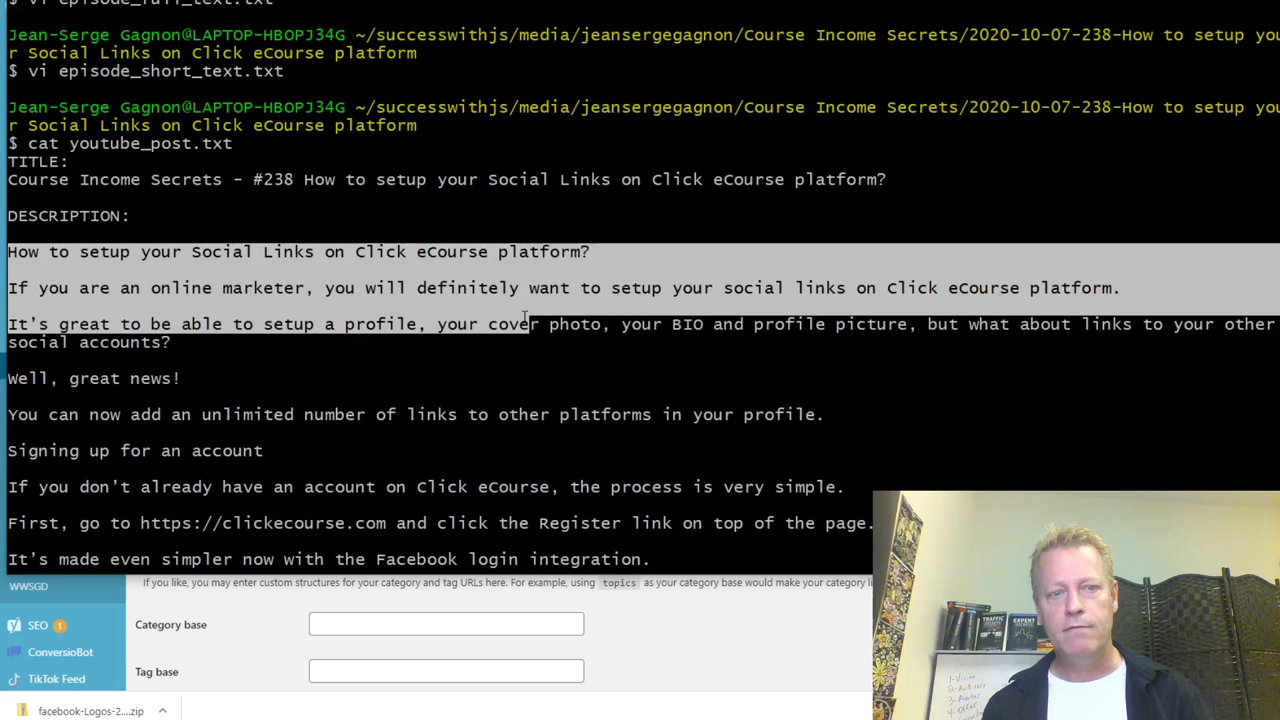 $ vi episode_full_text.txt
Jean-Serge Gagnon@LAPTOP-HBOPJ34G ~/successwithjs/media/jeansergegagnon/Course Income Secrets/2020-10-07-238-How to setup you
r Social Links on Click eCourse platform
$ vi episode_short_text.txt
Jean-Serge Gagnon@LAPTOP-HBOPJ34G ~/successwithjs/media/jeansergegagnon/Course Income Secrets/2020-10-07-238-How to setup you
r Social Links on Click eCourse platform
$ cat youtube_post.txt
TITLE:
Course Income Secrets - #238 How to setup your Social Links on Click eCourse platform?
DESCRIPTION:
How to setup your Social Links on Click eCourse platform?
If you are an online marketer, you will definitely want to setup your social links on Click eCourse platform.
It's great to be able to setup a profile, your cover photo, your BIO and profile picture, but what about links to your other
social accounts?
Well, great news!
You can now add an unlimited number of links to other platforms in your profile.
Signing up for an account
If you don't already have an account on Click eCourse, the process is very simple.
First, go to https://clickecourse.com and click the Register link on top of the page.
It's made even simpler now with the Facebook login integration.
WWSGD
If you like, you may enter custom structures for your category and tag URLs here. For example, using topics as your category base would make your category li
SEO 1
Category base
ConversioBot
TikTok Feed
Tag base
facebook-Logos-2....zip
TRAFFIC
SECRETS
EXPERT
SECRETS